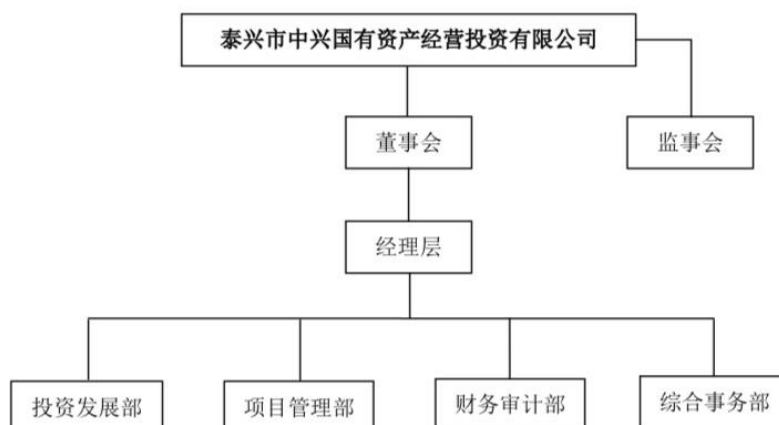 泰兴市中兴国有资产经营投资有限公司
董事会
监事会
经理层
投资发展部
项目管理部
财务审计部
综合事务部